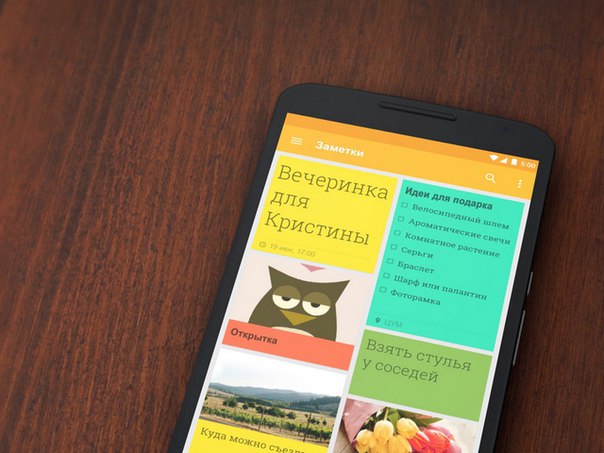 5:00
Заметки
Вечеринка
для
Кристины
19 июн, 17:00
Идеи для подарка
Велосипедный шлем
Ароматические свечи
Комнатное растение
Серьги
Браслет
Шарф или палантин
Фоторамка
ЦУМ
Открытка
Взять стулья
у соседей
Куда можно съезд